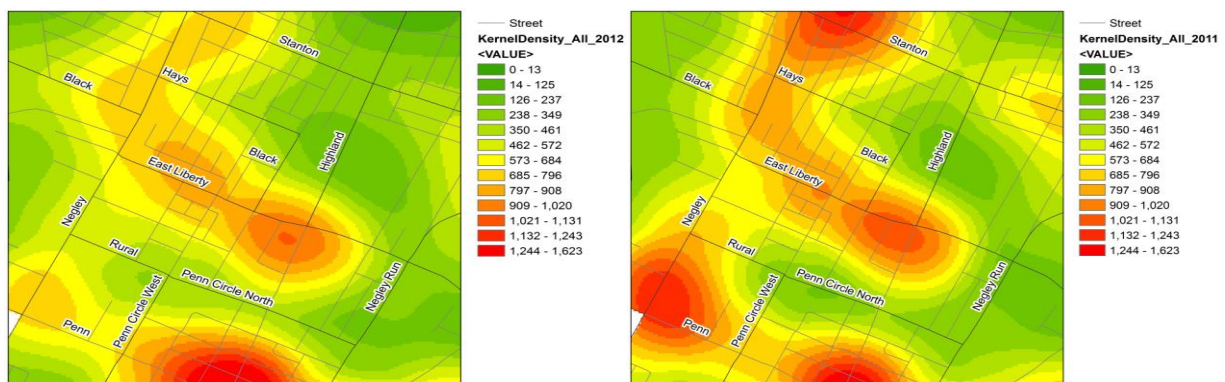 Street
KernelDensity_All_2012
<VALUE>
0 - 13
14 - 125
126 - 237
238 - 349
350 - 461
462 - 572
573 - 684
685 - 796
797 - 908
909 - 1,020
1,021 - 1,131
1,132 - 1,243
1,244 - 1,623
Stanton
Black
Hays
Highland
Black
East Liberty
Negley
Rural
Penn Circle North
Negley Run
Penn Circle West
Penn
Street
KernelDensity_All_2011
<VALUE>
0 - 13
14 - 125
126 - 237
238 - 349
350 - 461
462 - 572
573 - 684
685 - 796
797 - 908
909 - 1,020
1,021 - 1,131
1,132 - 1,243
1,244 - 1,623
Stanton
Black
Hays
Highland
Black
East Liberty
Negley
Rural
Penn Circle North
Negley Run
Penn Circle West
Penn